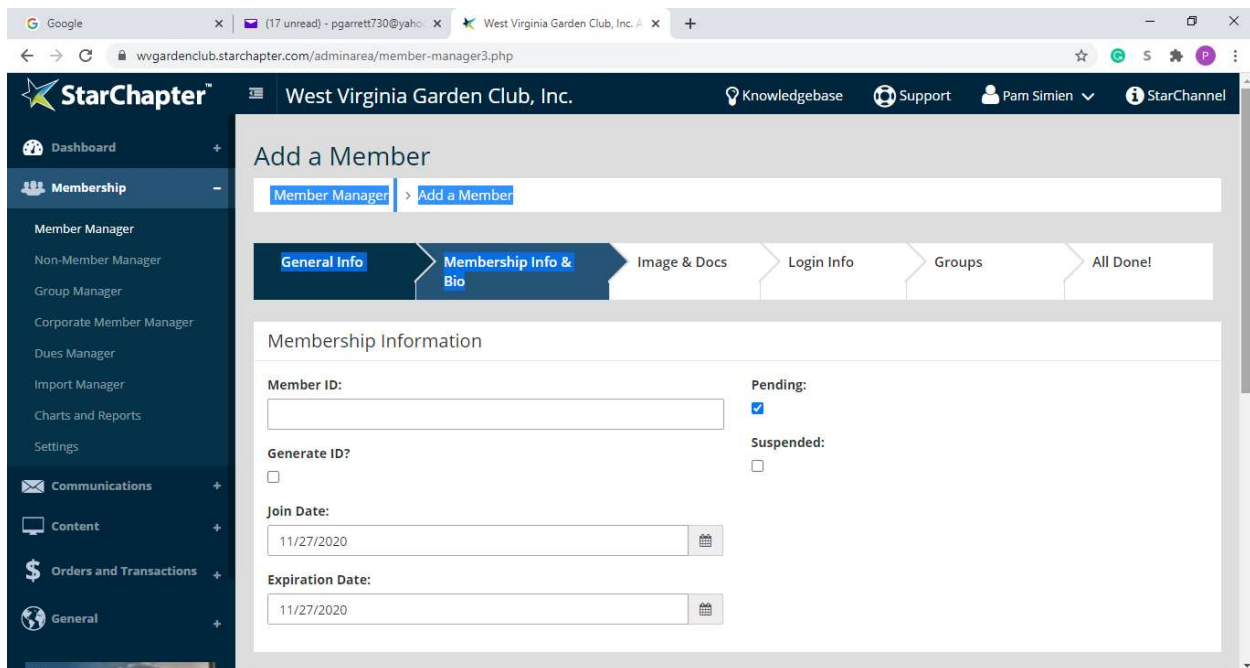 Google
(17 unread) - pgarrett730@yaho
West Virginia Garden Club, Inc. A
wvgardenclub.starchapter.com/adminarea/member-manager3.php
S
P
StarChapter™
West Virginia Garden Club, Inc.
Knowledgebase
Support
Pam Simien
StarChannel
Dashboard +
Membership –
Member Manager
Non-Member Manager
Group Manager
Corporate Member Manager
Dues Manager
Import Manager
Charts and Reports
Settings
Communications +
Content +
Orders and Transactions +
General +
Add a Member
Member Manager > Add a Member
General Info
Membership Info &
Bio
Image & Docs
Login Info
Groups
All Done!
Membership Information
Member ID:
Generate ID?
Join Date:
11/27/2020
Expiration Date:
11/27/2020
Pending:
Suspended: